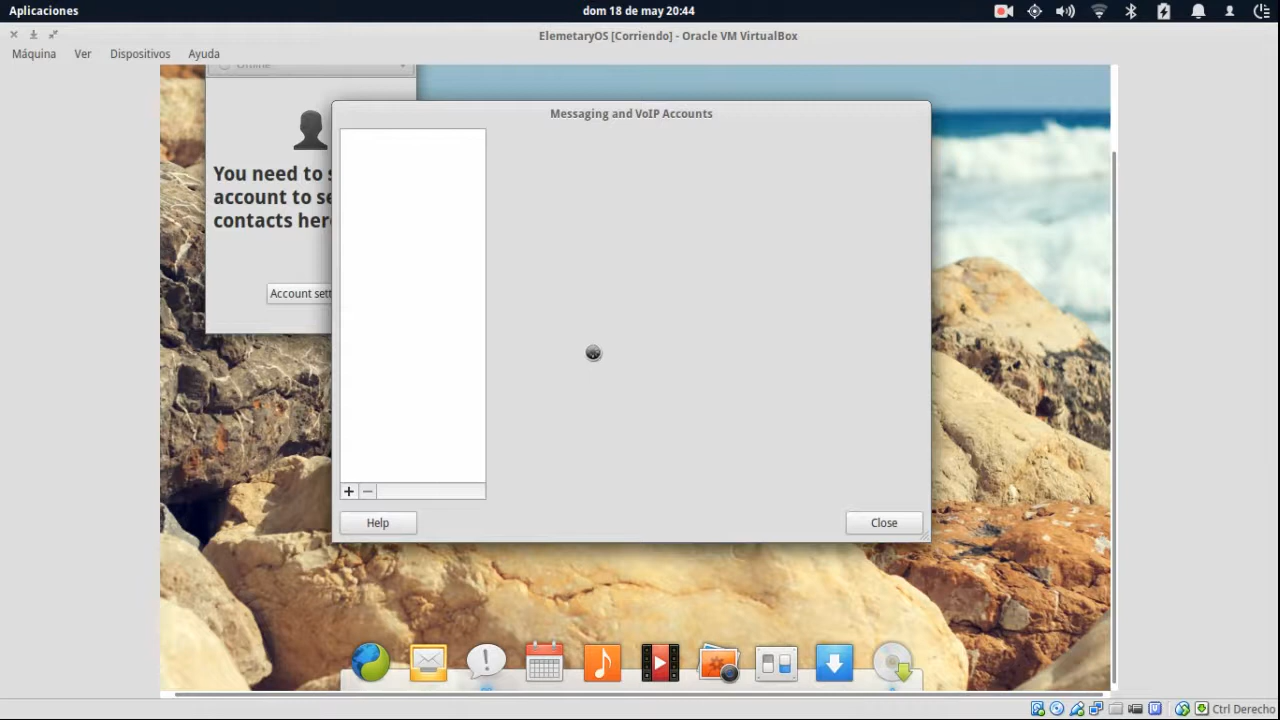 Aplicaciones
dom 18 de may 20:44
ElemetaryOS [Corriendo] - Oracle VM VirtualBox
Máquina Ver Dispositivos Ayuda
Offline
Messaging and VoIP Accounts
You need to s
account to se
contacts here
Account sett
Help
Close
Ctrl Derecho